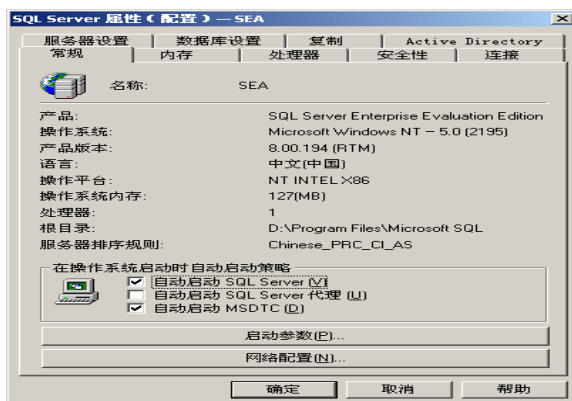 SQL Server 属性（配置）— SEA
服务器设置 数据库设置 复制 Active Directory
常规 内存 处理器 安全性 连接
名称: SEA
产品: SQL Server Enterprise Evaluation Edition
操作系统: Microsoft Windows NT – 5.0 (2195)
产品版本: 8.00.194 (RTM)
语言: 中文(中国)
操作平台: NT INTEL X86
操作系统内存: 127(MB)
处理器: 1
根目录: D:\Program Files\Microsoft SQL
服务器排序规则: Chinese_PRC_CI_AS
在操作系统启动时自动启动策略
自动启动 SQL Server (V)
自动启动 SQL Server 代理 (U)
自动启动 MSDTC (D)
启动参数(P)...
网络配置(N)...
确定 取消 帮助